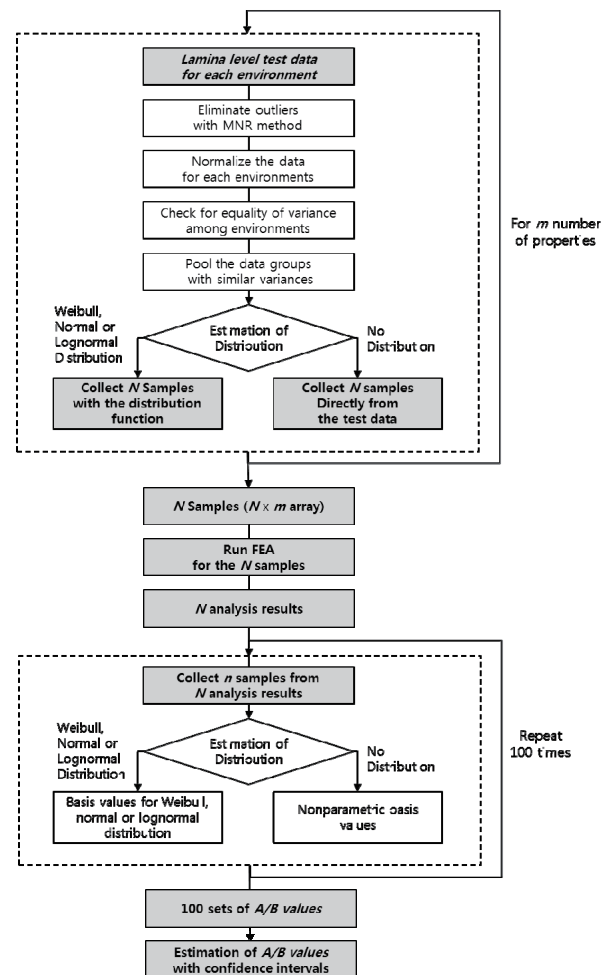 Lamina level test data
for each environment
Eliminate outliers
with MNR method
Normalize the data
for each environments
Check for equality of variance
among environments
Pool the data groups
with similar variances
For m number
of properties
Weibull,
Normal or
Lognormal
Distribution
Estimation of
Distribution
No
Distribution
Collect N Samples
with the distribution
function
Collect N samples
Directly from
the test data
N Samples (N x m array)
Run FEA
for the N samples
N analysis results
Collect n samples from
N analysis results
Weibull,
Normal or
Lognormal
Distribution
Estimation of
Distribution
No
Distribution
Repeat
100 times
Basis values for Weibull,
normal or lognormal
distribution
Nonparametric basis
values
100 sets of A/B values
Estimation of A/B values
with confidence intervals